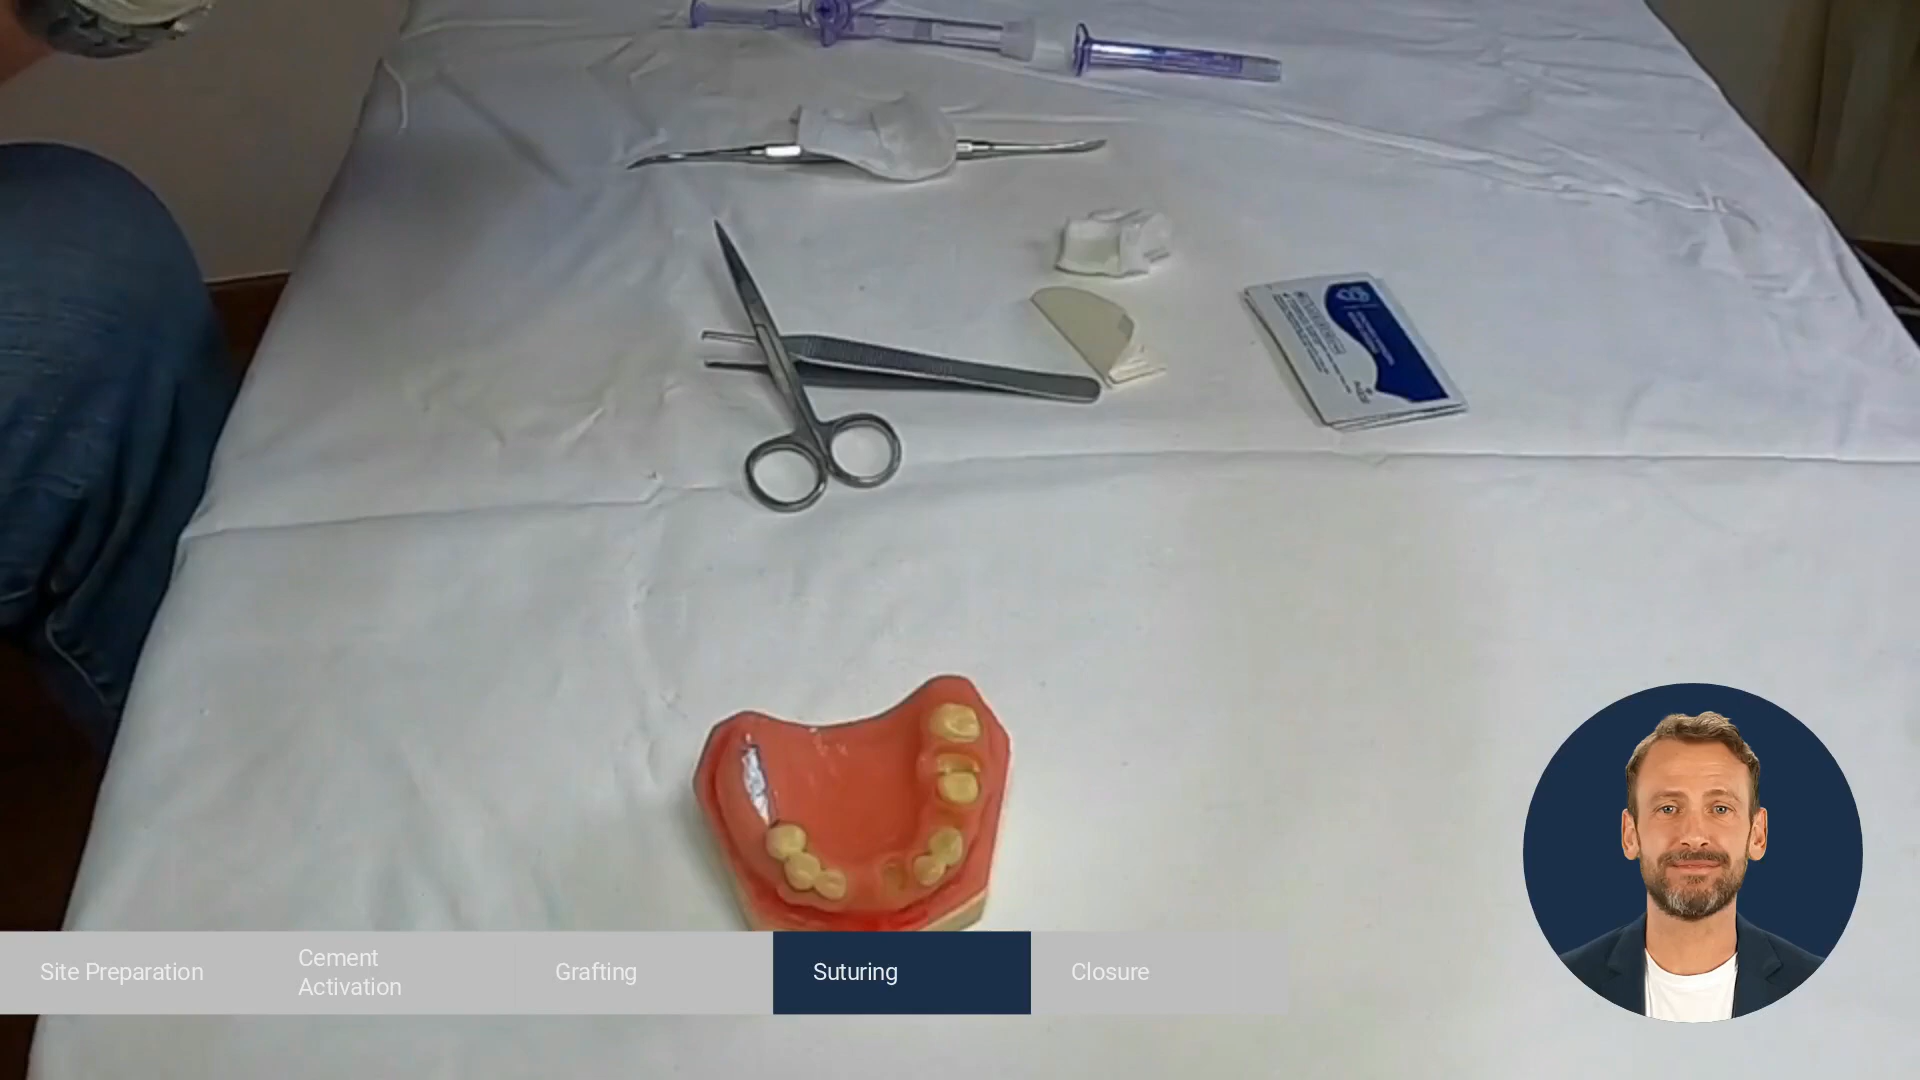 Site Preparation
Cement
Activation
Grafting
Suturing
Closure